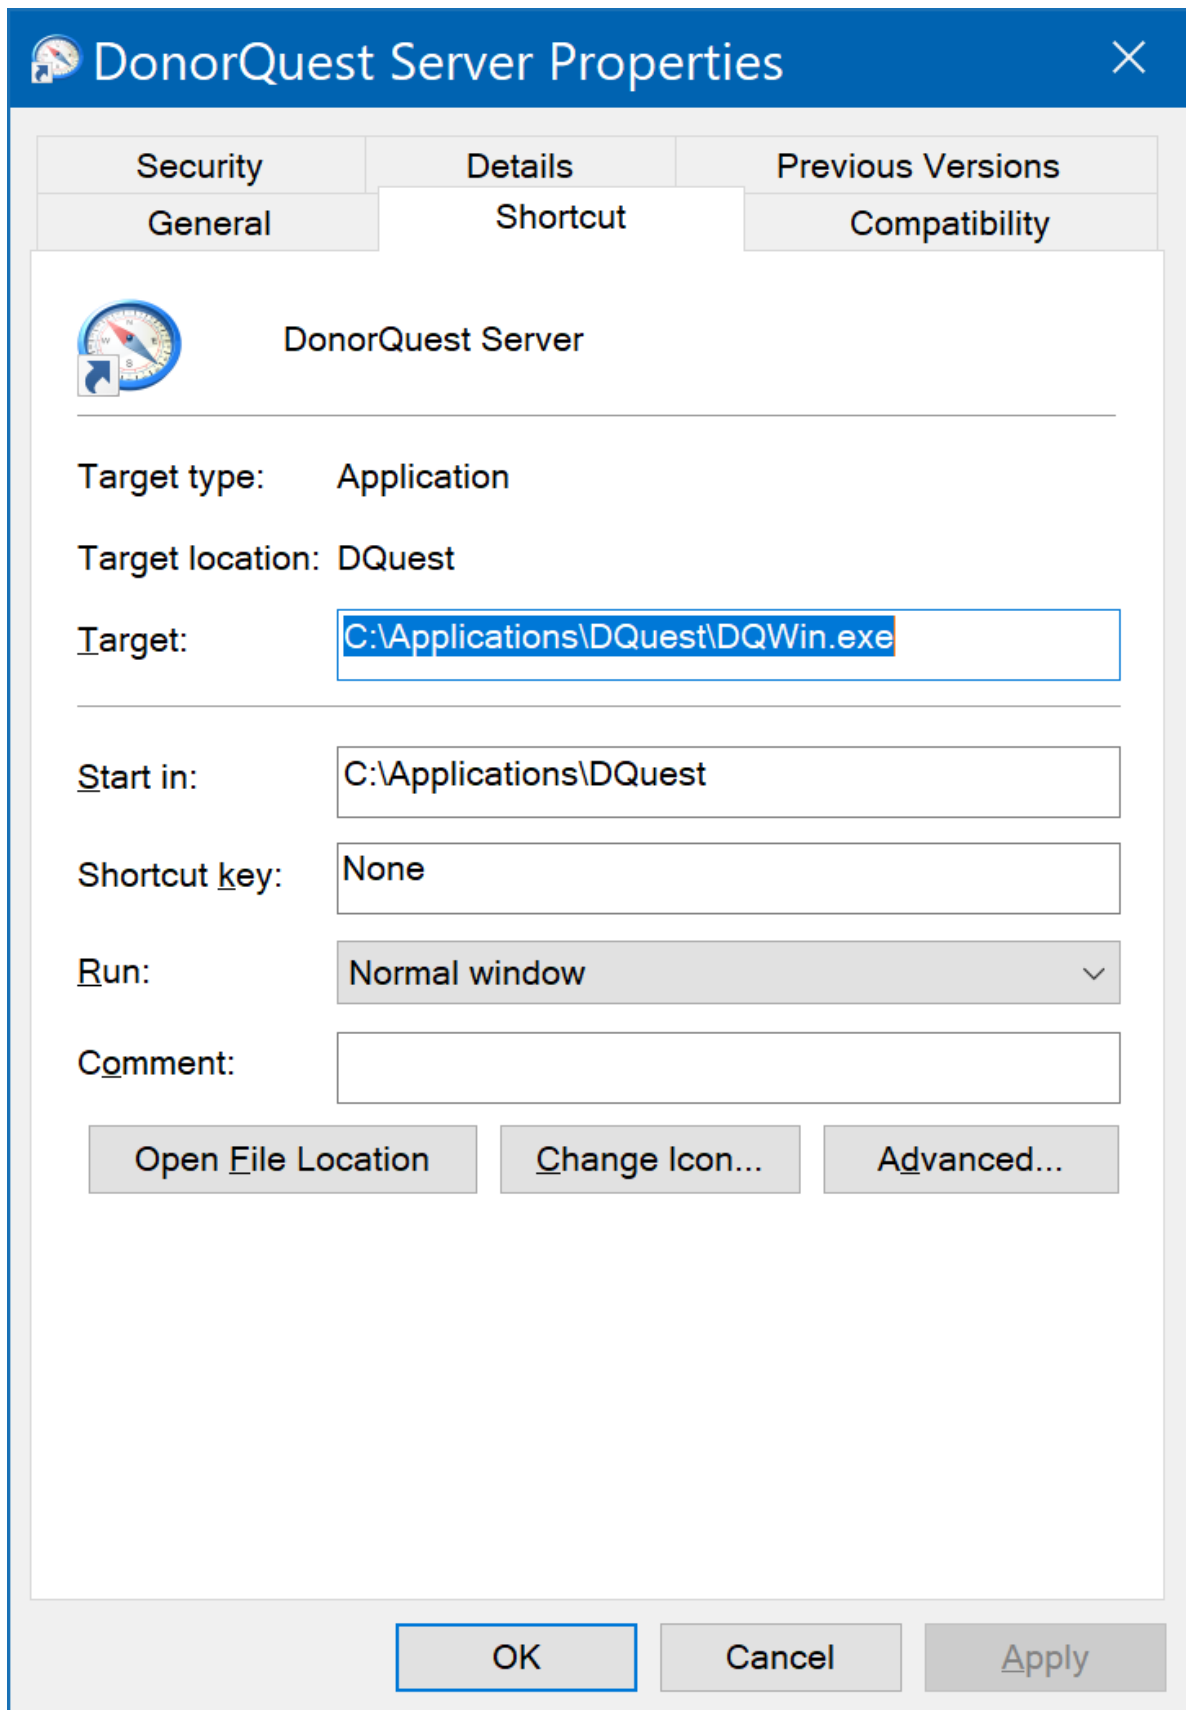 DonorQuest Server Properties
Security Details Previous Versions
General Shortcut Compatibility
DonorQuest Server
Target type: Application
Target location: DQuest
Target: C:\Applications\DQuest\DQWin.exe
Start in: C:\Applications\DQuest
Shortcut key: None
Run: Normal window
Comment:
Open File Location Change Icon... Advanced...
OK Cancel Apply